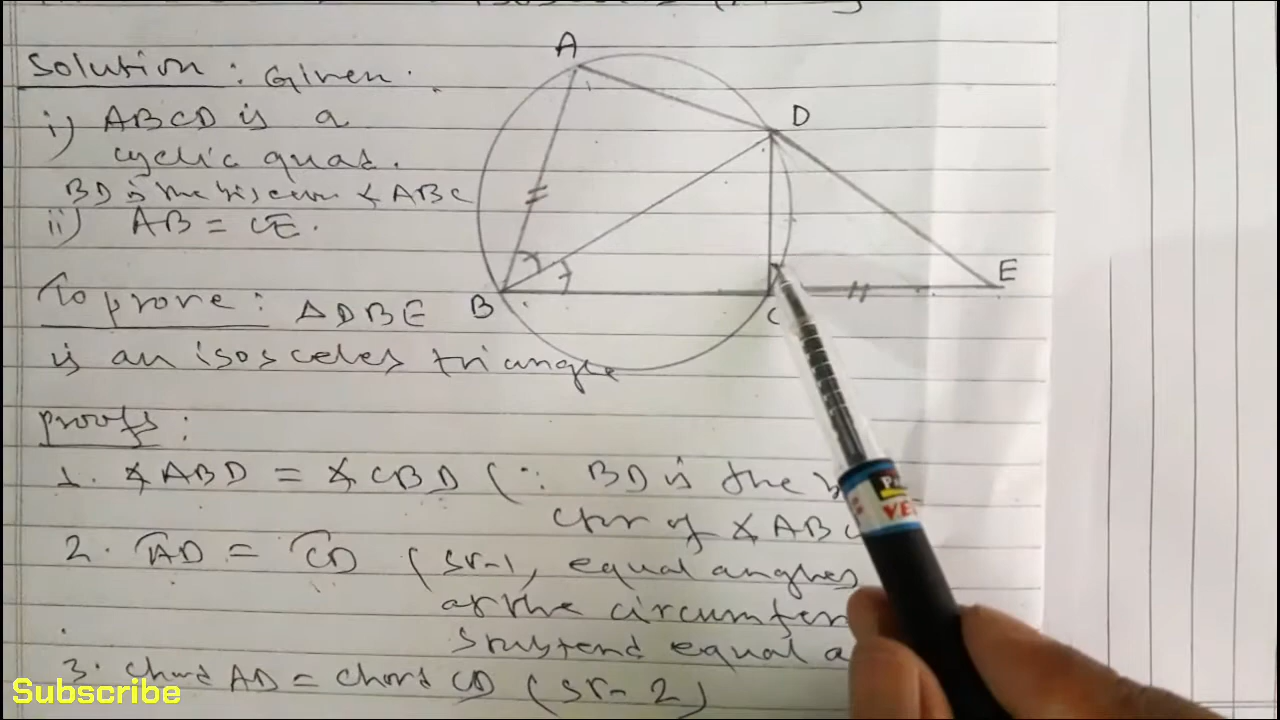 Solution : Given.
i) ABCD is a
cyclic quad.
BD is the bisector ∡ ABC
ii) AB = CE.
To prove : ΔDBE
is an isosceles triangle
proofs :
1. ∡ABD = ∡CBD (∵ BD is the
ctor of ∡ABC
2. AD = CD (sr-1, equal angles
at the circumfer
subtend equal a
3. chord AD = chord CD (sr-2)
A
D
B
C
E
VE
Subscribe